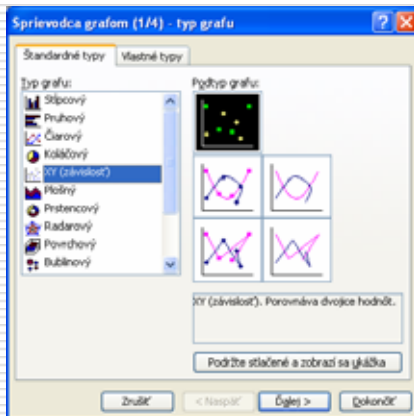 Sprievodca grafom (1/4) - typ grafu
Štandardné typy
Vlastné typy
Typ grafu:
Stĺpcový
Pruhový
Čiarový
Koláčový
XY (závislosť)
Plošný
Prstencový
Radarový
Povrchový
Bublinový
Podtyp grafu:
XY (závislosť). Porovnáva dvojice hodnôt.
Podržte stlačené a zobrazí sa ukážka
Zrušiť
< Naspäť
Ďalej >
Dokončiť